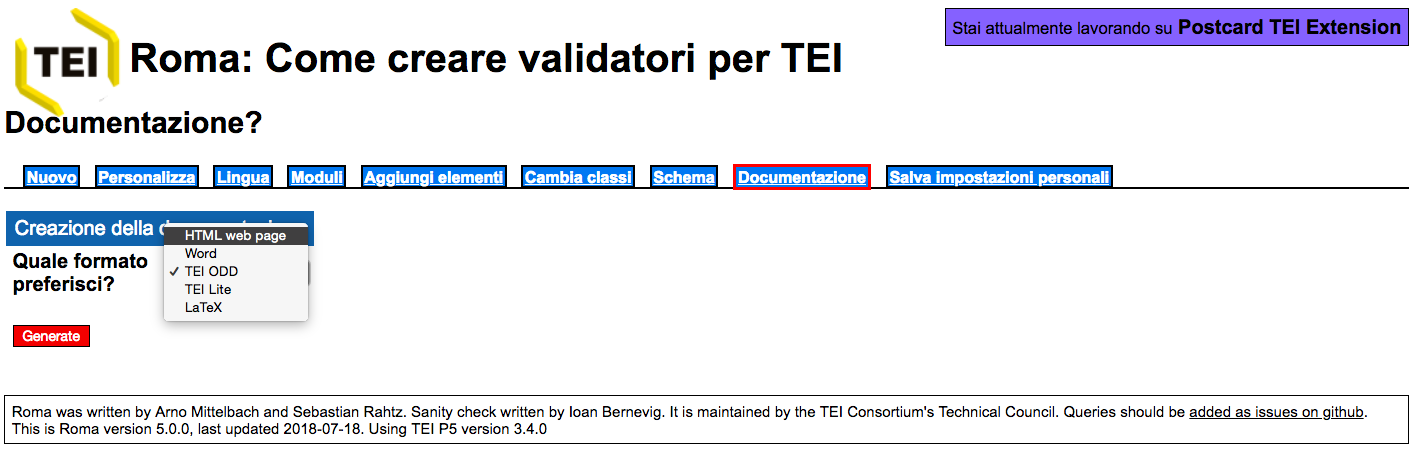 Stai attualmente lavorando su Postcard TEI Extension
TEI
Roma: Come creare validatori per TEI
Documentazione?
Nuovo Personalizza Lingua Moduli Aggiungi elementi Cambia classi Schema Documentazione Salva impostazioni personali
Creazione della
HTML web page
Word
Quale formato
✓ TEI ODD
preferisci?
TEI Lite
LaTeX
Generate
Roma was written by Arno Mittelbach and Sebastian Rahtz. Sanity check written by Ioan Bernevig. It is maintained by the TEI Consortium's Technical Council. Queries should be added as issues on github.
This is Roma version 5.0.0, last updated 2018-07-18. Using TEI P5 version 3.4.0